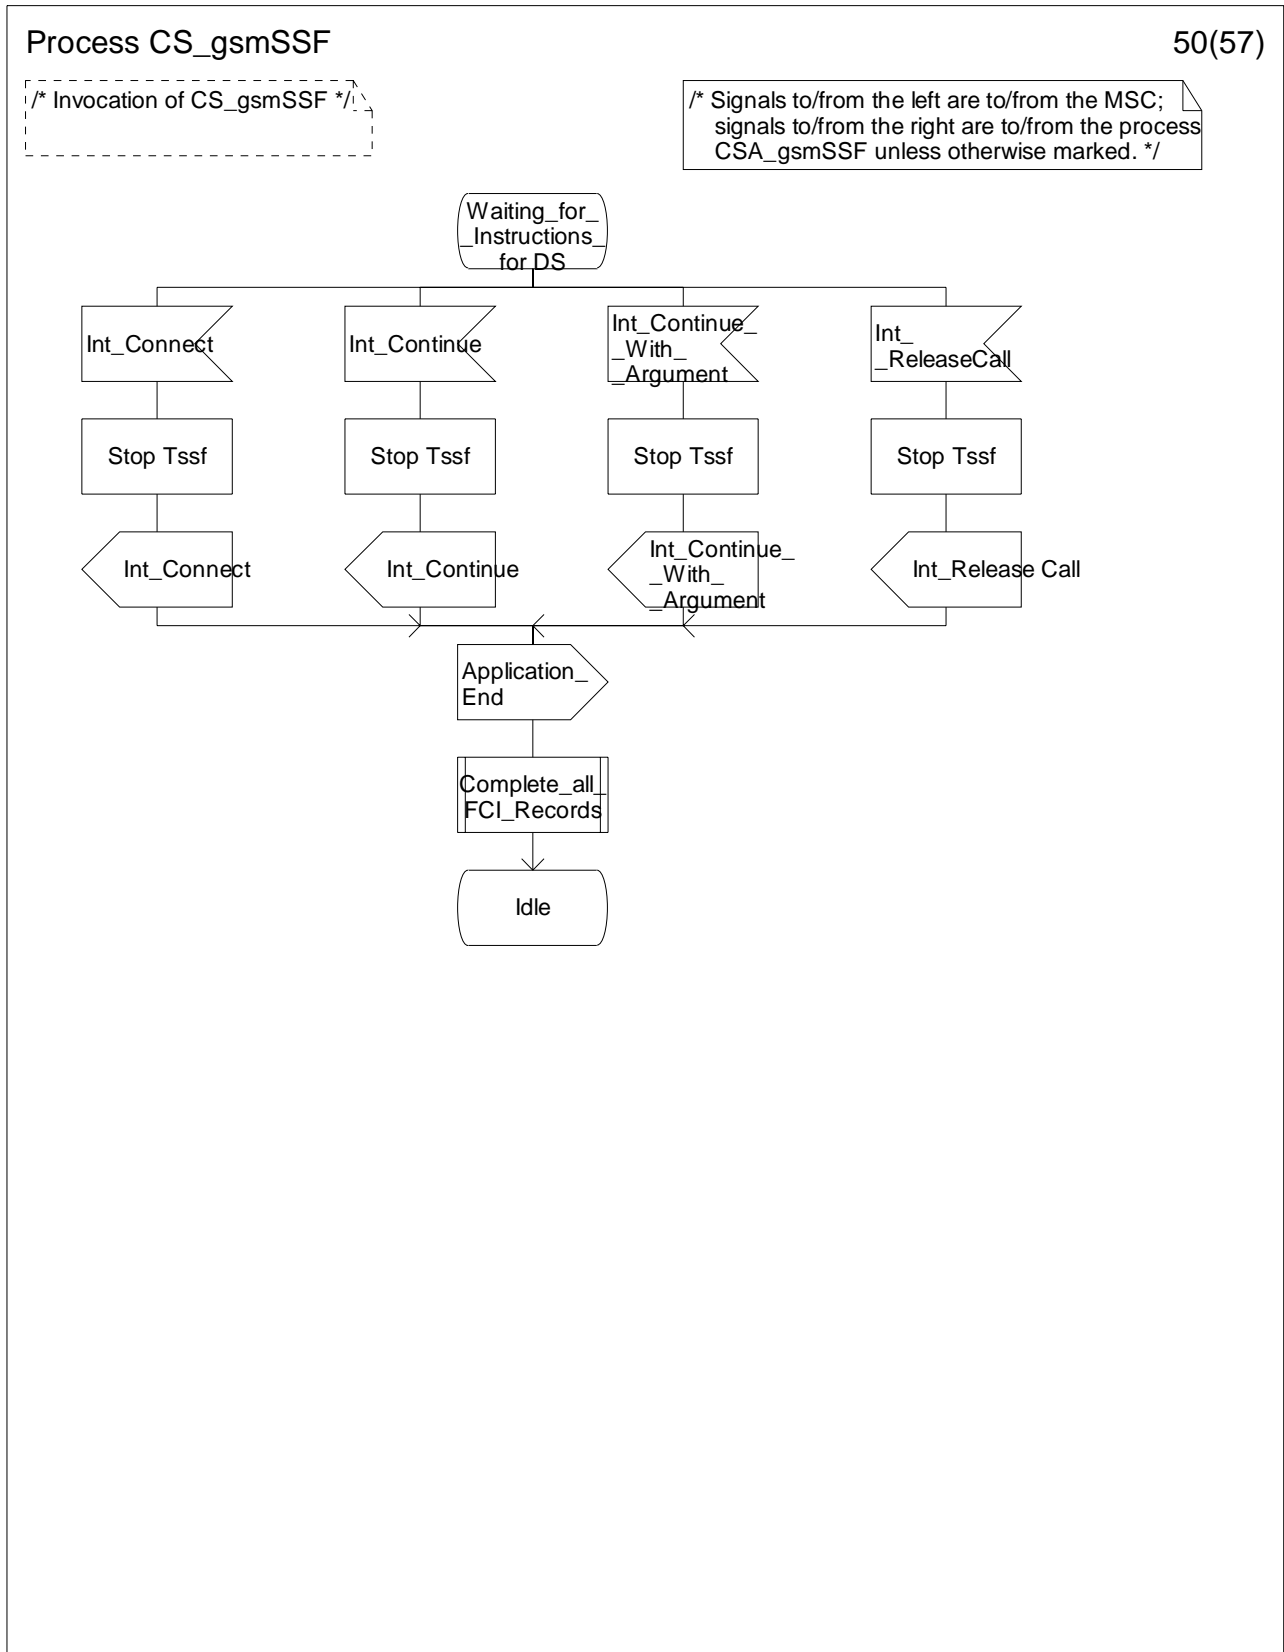 Process CS_gsmSSF
50(57)
/* Invocation of CS_gsmSSF */
/* Signals to/from the left are to/from the MSC;
signals to/from the right are to/from the process
CSA_gsmSSF unless otherwise marked. */
Waiting_for_
_Instructions_
for DS
Int_Connect
Int_Continue
Int_Continue_
_With_
_Argument
Int_
_ReleaseCall
Stop Tssf
Stop Tssf
Stop Tssf
Stop Tssf
Int_Connect
Int_Continue
Int_Continue_
_With_
_Argument
Int_Release Call
Application_
End
Complete_all_
FCI_Records
Idle